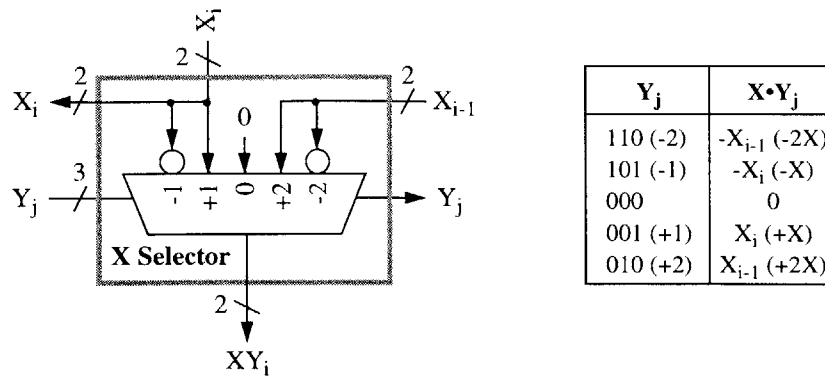 X_i
2
2
X_i
0
2
X_{i-1}
3
Y_j
-1 +1 0 +2 -2
Y_j
X Selector
2
XY_i
Y_j X•Y_j
110 (-2) -X_{i-1} (-2X)
101 (-1) -X_i (-X)
000 0
001 (+1) X_i (+X)
010 (+2) X_{i-1} (+2X)